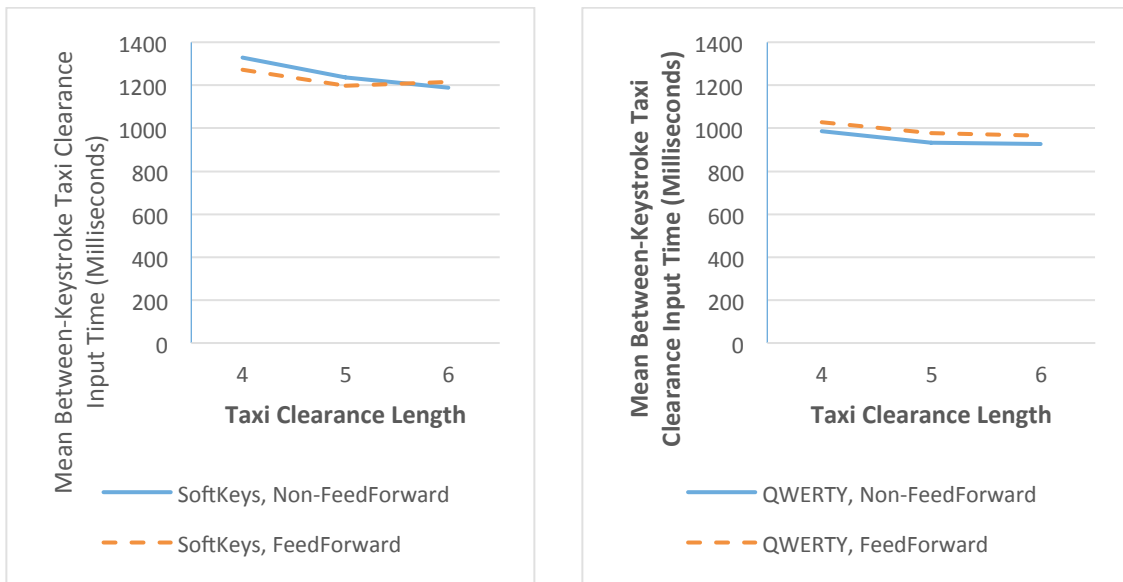 Mean Between-Keystroke Taxi Clearance
Input Time (Milliseconds)
1400
1200
1000
800
600
400
200
0
4 5 6
Taxi Clearance Length
SoftKeys, Non-FeedForward
SoftKeys, FeedForward
Mean Between-Keystroke Taxi
Clearance Input Time (Milliseconds)
1400
1200
1000
800
600
400
200
0
4 5 6
Taxi Clearance Length
QWERTY, Non-FeedForward
QWERTY, FeedForward